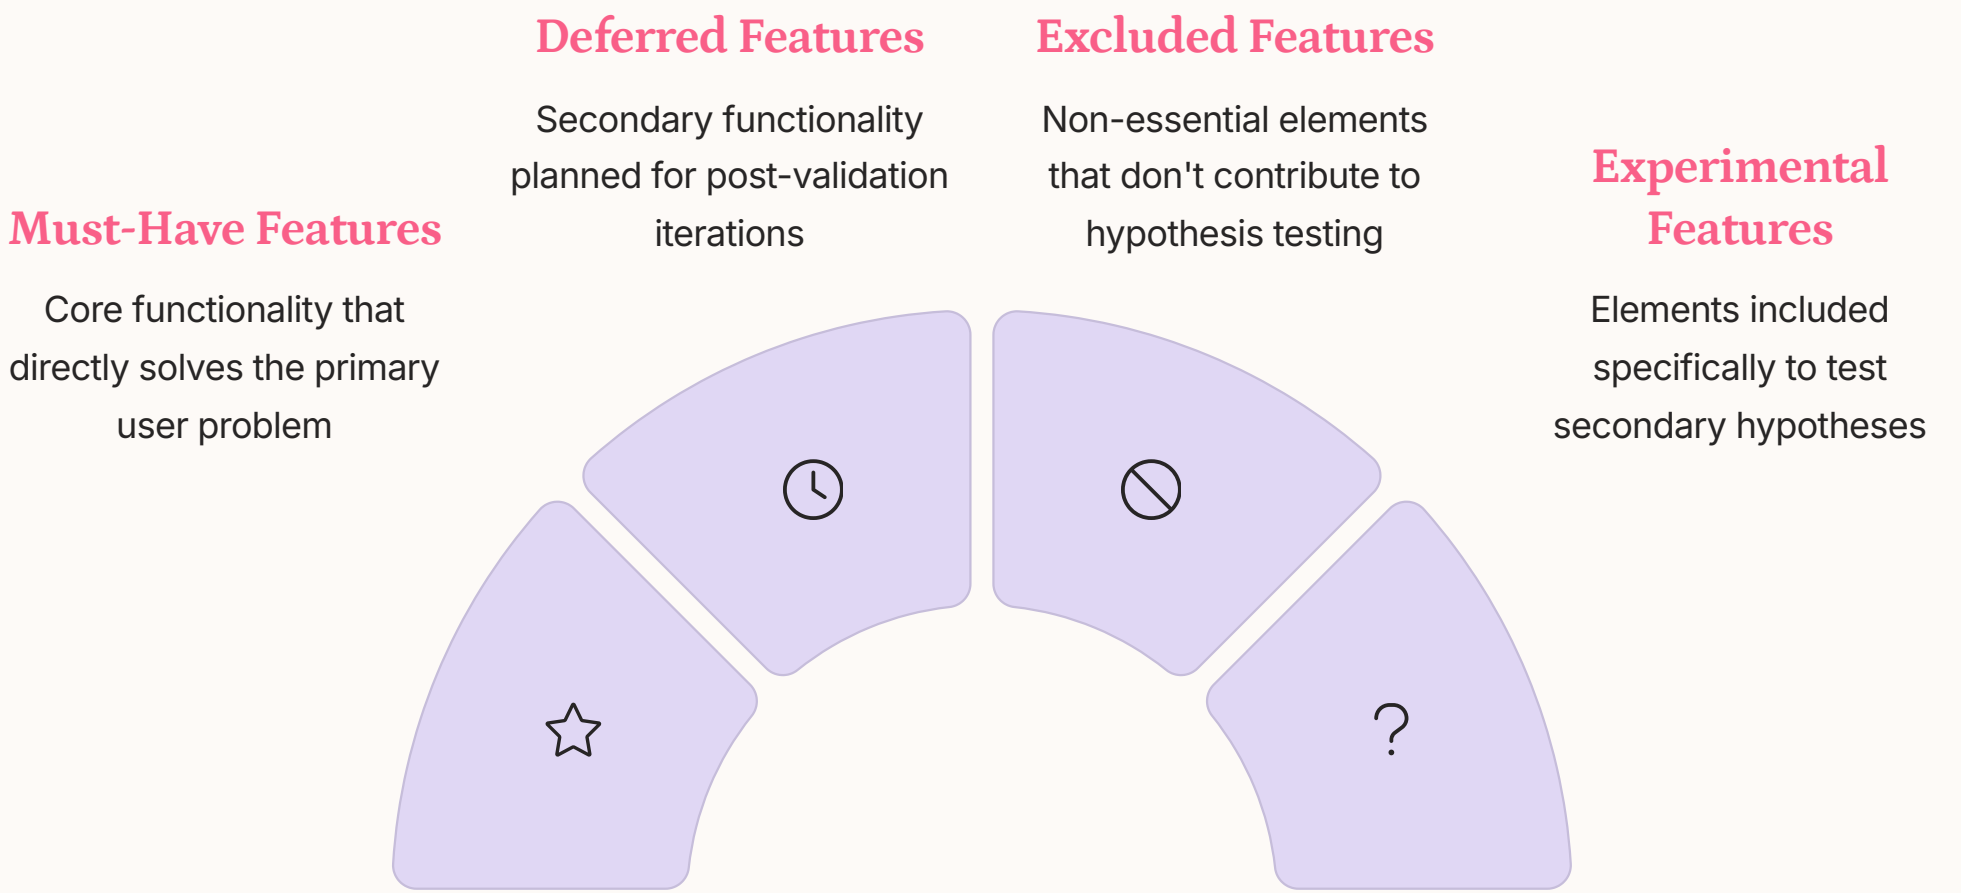 Must-Have Features
Core functionality that
directly solves the primary
user problem
Deferred Features
Secondary functionality
planned for post-validation
iterations
Excluded Features
Non-essential elements
that don't contribute to
hypothesis testing
Experimental
Features
Elements included
specifically to test
secondary hypotheses